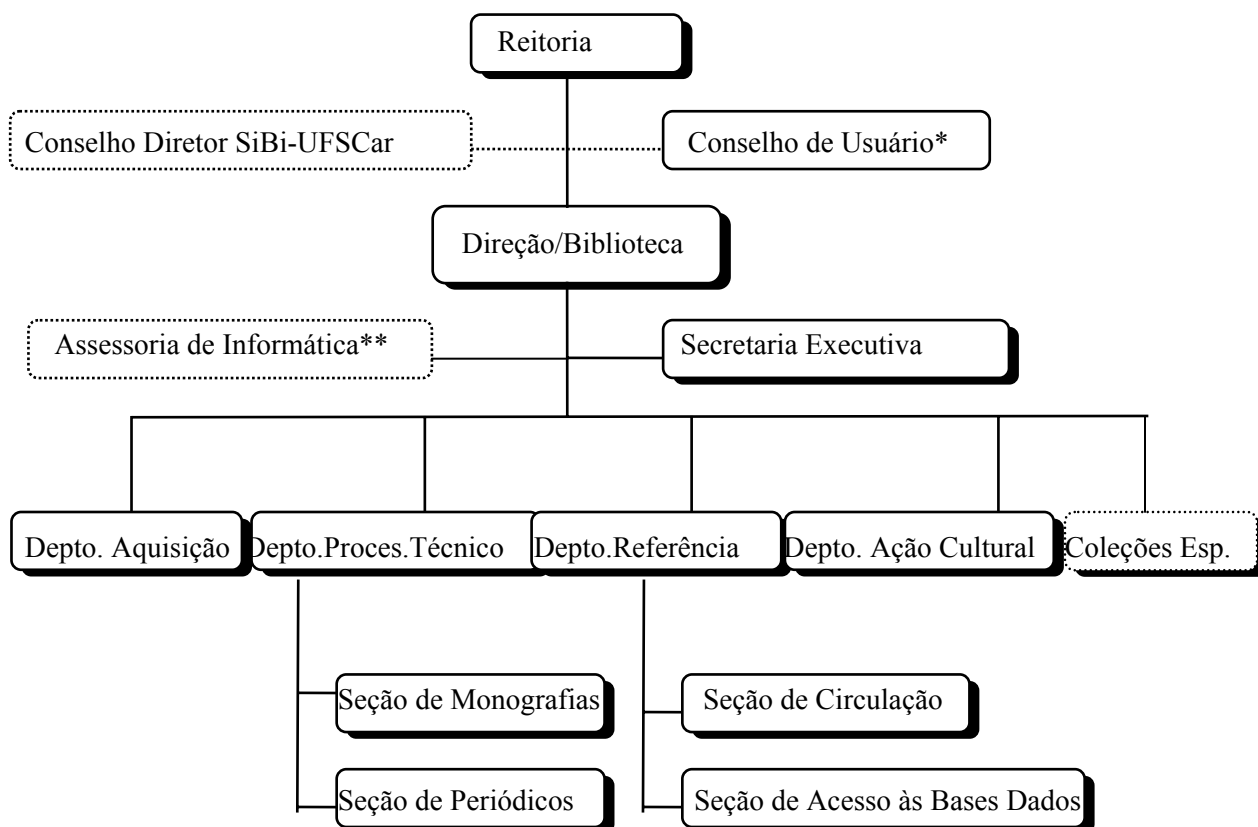 Reitoria
Conselho Diretor SiBi-UFSCar
Conselho de Usuário*
Direção/Biblioteca
Assessoria de Informática**
Secretaria Executiva
Depto. Aquisição
Depto.Proces.Técnico
Depto.Referência
Depto. Ação Cultural
Coleções Esp.
Seção de Monografias
Seção de Circulação
Seção de Periódicos
Seção de Acesso às Bases Dados